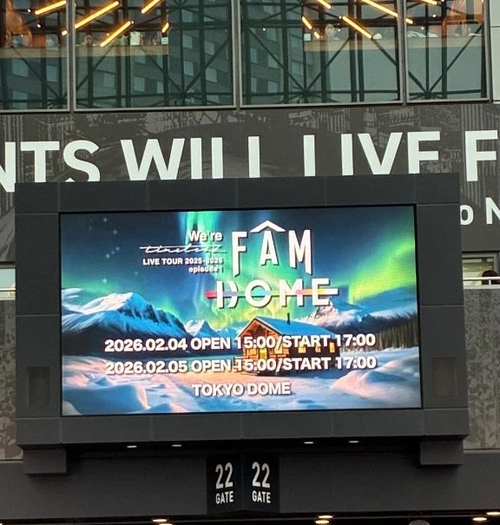 NTS WILL LIVE F
o N
We're
timelesz
LIVE TOUR 2025-2026
episode1
FAM
DOME
2026.02.04 OPEN 15:00/START 17:00
2026.02.05 OPEN 15:00/START 17:00
TOKYO DOME
22 22
GATE GATE